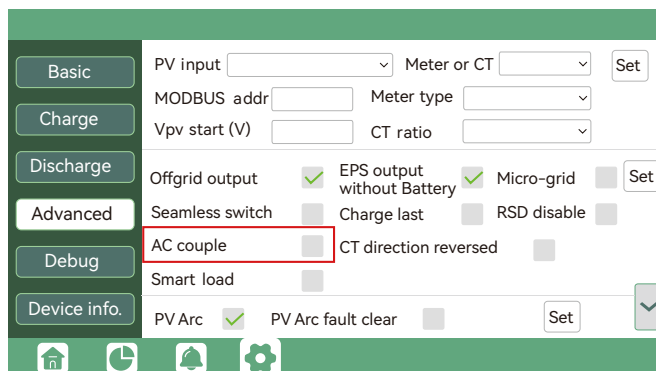 Basic
Charge
Discharge
Advanced
Debug
Device info.
PV input Meter or CT Set
MODBUS addr Meter type
Vpv start (V) CT ratio
Offgrid output EPS output without Battery Micro-grid Set
Seamless switch Charge last RSD disable
AC couple CT direction reversed
Smart load
PV Arc PV Arc fault clear Set